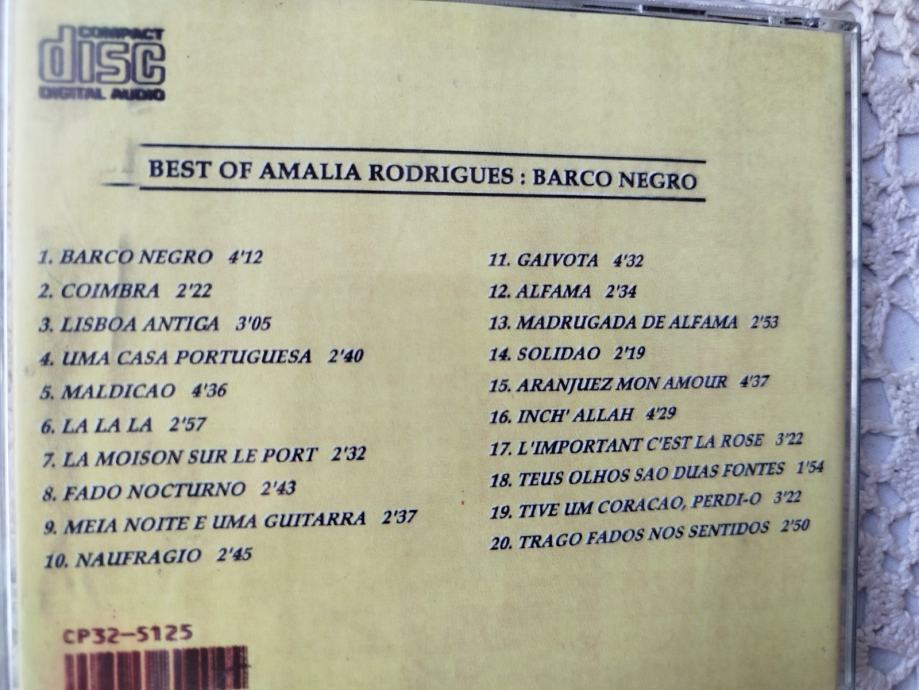 COMPACT
disc
DIGITAL AUDIO
BEST OF AMALIA RODRIGUES : BARCO NEGRO
1. BARCO NEGRO 4'12
2. COIMBRA 2'22
3. LISBOA ANTIGA 3'05
4. UMA CASA PORTUGUESA 2'40
5. MALDICAO 4'36
6. LA LA LA 2'57
7. LA MOISON SUR LE PORT 2'32
8. FADO NOCTURNO 2'43
9. MEIA NOITE E UMA GUITARRA 2'37
10. NAUFRAGIO 2'45
11. GAIVOTA 4'32
12. ALFAMA 2'34
13. MADRUGADA DE ALFAMA 2'53
14. SOLIDAO 2'19
15. ARANJUEZ MON AMOUR 4'37
16. INCH' ALLAH 4'29
17. L'IMPORTANT C'EST LA ROSE 3'22
18. TEUS OLHOS SAO DUAS FONTES 1'54
19. TIVE UM CORACAO, PERDI-O 3'22
20. TRAGO FADOS NOS SENTIDOS 2'50
CP32-5125